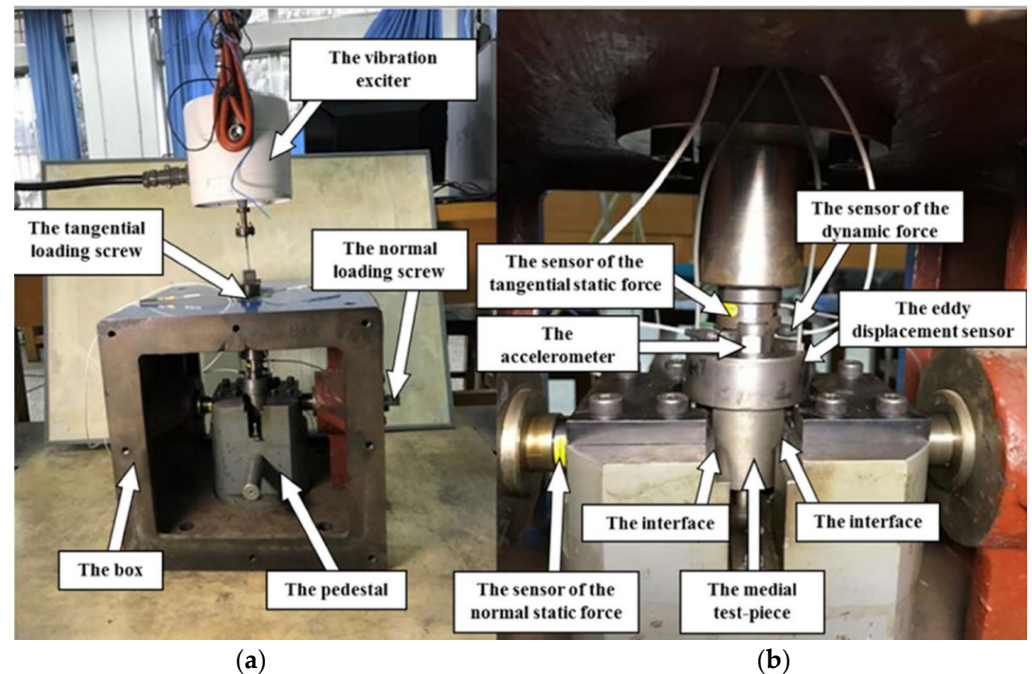 The vibration
exciter
The tangential
loading screw
The normal
loading screw
The box
The pedestal
(a)
The sensor of the
dynamic force
The sensor of the
tangential static force
The eddy
displacement sensor
The
accelerometer
The interface
The interface
The sensor of the
normal static force
The medial
test-piece
(b)